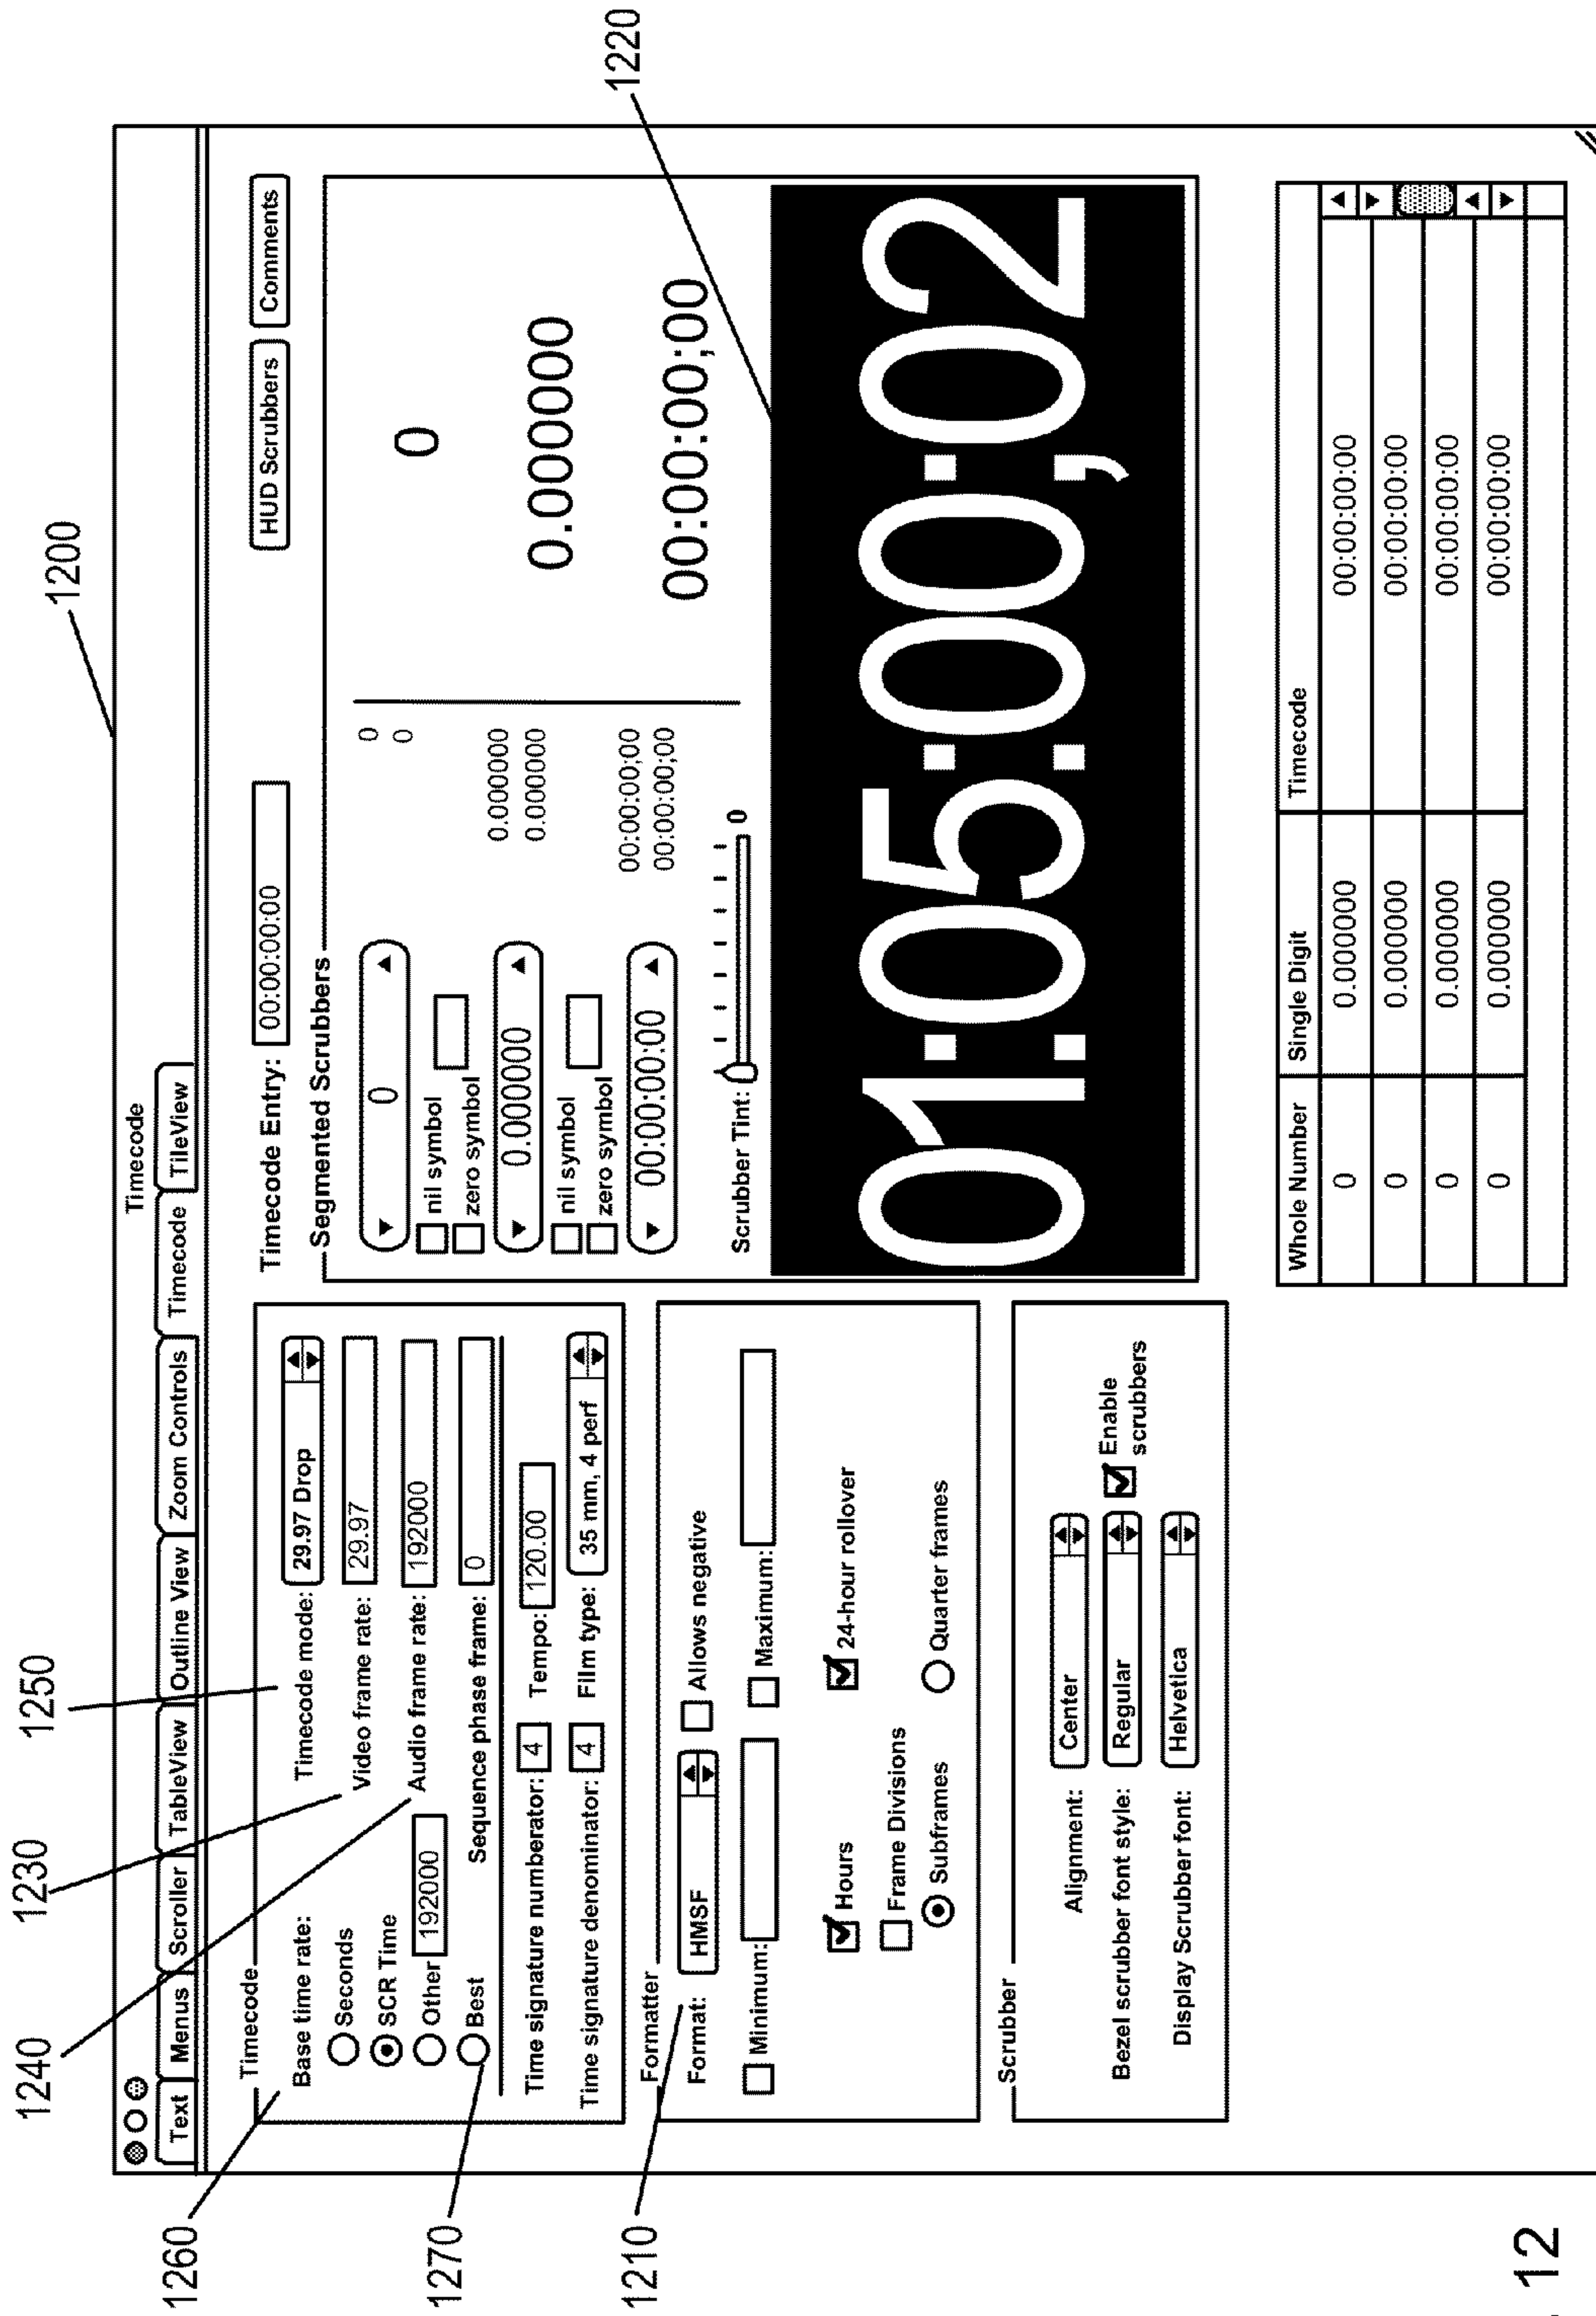 1200
1250
1230
1240
1260
1270
1210
1220
Timecode
Text
Menus
Scroller
TableView
Outline View
Zoom Controls
Timecode
TileView
Timecode
Base time rate:
Seconds
SCR Time
Other 192000
Best
Timecode mode: 29.97 Drop
Video frame rate: 29.97
Audio frame rate: 192000
Sequence phase frame: 0
Time signature numberator: 4 Tempo: 120.00
Time signature denominator: 4 Film type: 35 mm, 4 perf
Formatter
Format: HMSF Allows negative
Minimum: Maximum:
Hours 24-hour rollover
Frame Divisions
Subframes Quarter frames
Scrubber
Alignment: Center
Bezel scrubber font style: Regular Enable scrubbers
Display Scrubber font: Helvetica
Timecode Entry: 00:00:00:00 HUD Scrubbers Comments
Segmented Scrubbers
0
0
0
0
nil symbol
zero symbol
0.000000
0.000000
0.000000
0.000000
nil symbol
zero symbol
00:00:00:00
00:00:00;00
00:00:00;00
00:00:00;00
Scrubber Tint: 0
01:05:00;02
Whole Number Single Digit Timecode
0 0.000000 00:00:00:00
0 0.000000 00:00:00:00
0 0.000000 00:00:00:00
0 0.000000 00:00:00:00
12